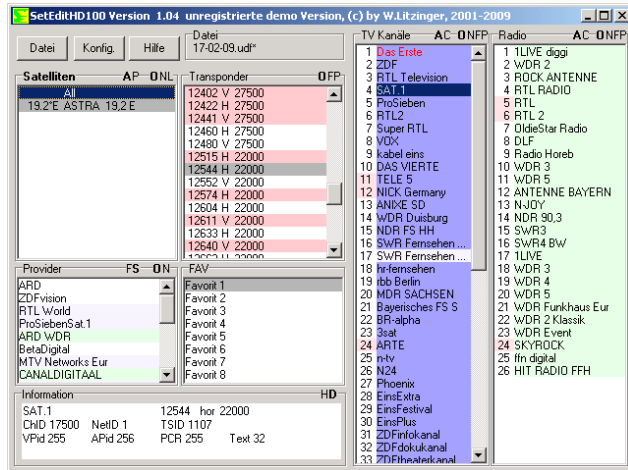 SetEditHD100 Version 1.04 unregistrierte demo Version, (c) by W.Litzinger, 2001-2009
Datei
Konfig.
Hilfe
Datei
17-02-09.udf*
Satelliten AP ONL
All
19.2°E ASTRA 19,2 E
Transponder OFP
12402 V 27500
12422 H 27500
12441 V 27500
12460 H 27500
12480 V 27500
12515 H 22000
12544 H 22000
12552 V 22000
12574 H 22000
12604 H 22000
12611 V 22000
12633 H 22000
12640 V 22000
12663 H 22000
Provider FS ON
ARD
ZDFvision
RTL World
ProSiebenSat.1
ARD WDR
BetaDigital
MTV Networks Eur
CANALDIGITAAL
FAV
Favorit 1
Favorit 2
Favorit 3
Favorit 4
Favorit 5
Favorit 6
Favorit 7
Favorit 8
Information HD
SAT.1 12544 hor 22000
ChID 17500 NetID 1 TSID 1107
VPid 255 APid 256 PCR 255 Text 32
TV Kanäle AC ONFP
1 Das Erste
2 ZDF
3 RTL Television
4 SAT.1
5 ProSieben
6 RTL2
7 Super RTL
8 VOX
9 kabel eins
10 DAS VIERTE
11 TELE 5
12 NICK Germany
13 ANIXE SD
14 WDR Duisburg
15 NDR FS HH
16 SWR Fernsehen ...
17 SWR Fernsehen ...
18 hr-fernsehen
19 rbb Berlin
20 MDR SACHSEN
21 Bayerisches FS S
22 BR-alpha
23 3sat
24 ARTE
25 n-tv
26 N24
27 Phoenix
28 EinsExtra
29 EinsFestival
30 EinsPlus
31 ZDFinfokanal
32 ZDFdokukanal
33 ZDFtheaterkanal
Radio AC ONFP
1 1LIVE diggi
2 WDR 2
3 ROCK ANTENNE
4 RTL RADIO
5 RTL
6 RTL 2
7 OldieStar Radio
8 DLF
9 Radio Horeb
10 WDR 3
11 WDR 5
12 ANTENNE BAYERN
13 N-JOY
14 NDR 90,3
15 SWR3
16 SWR4 BW
17 1LIVE
18 WDR 3
19 WDR 4
20 WDR 5
21 WDR Funkhaus Eur
22 WDR 2 Klassik
23 WDR Event
24 SKYROCK
25 ffn digital
26 HIT RADIO FFH